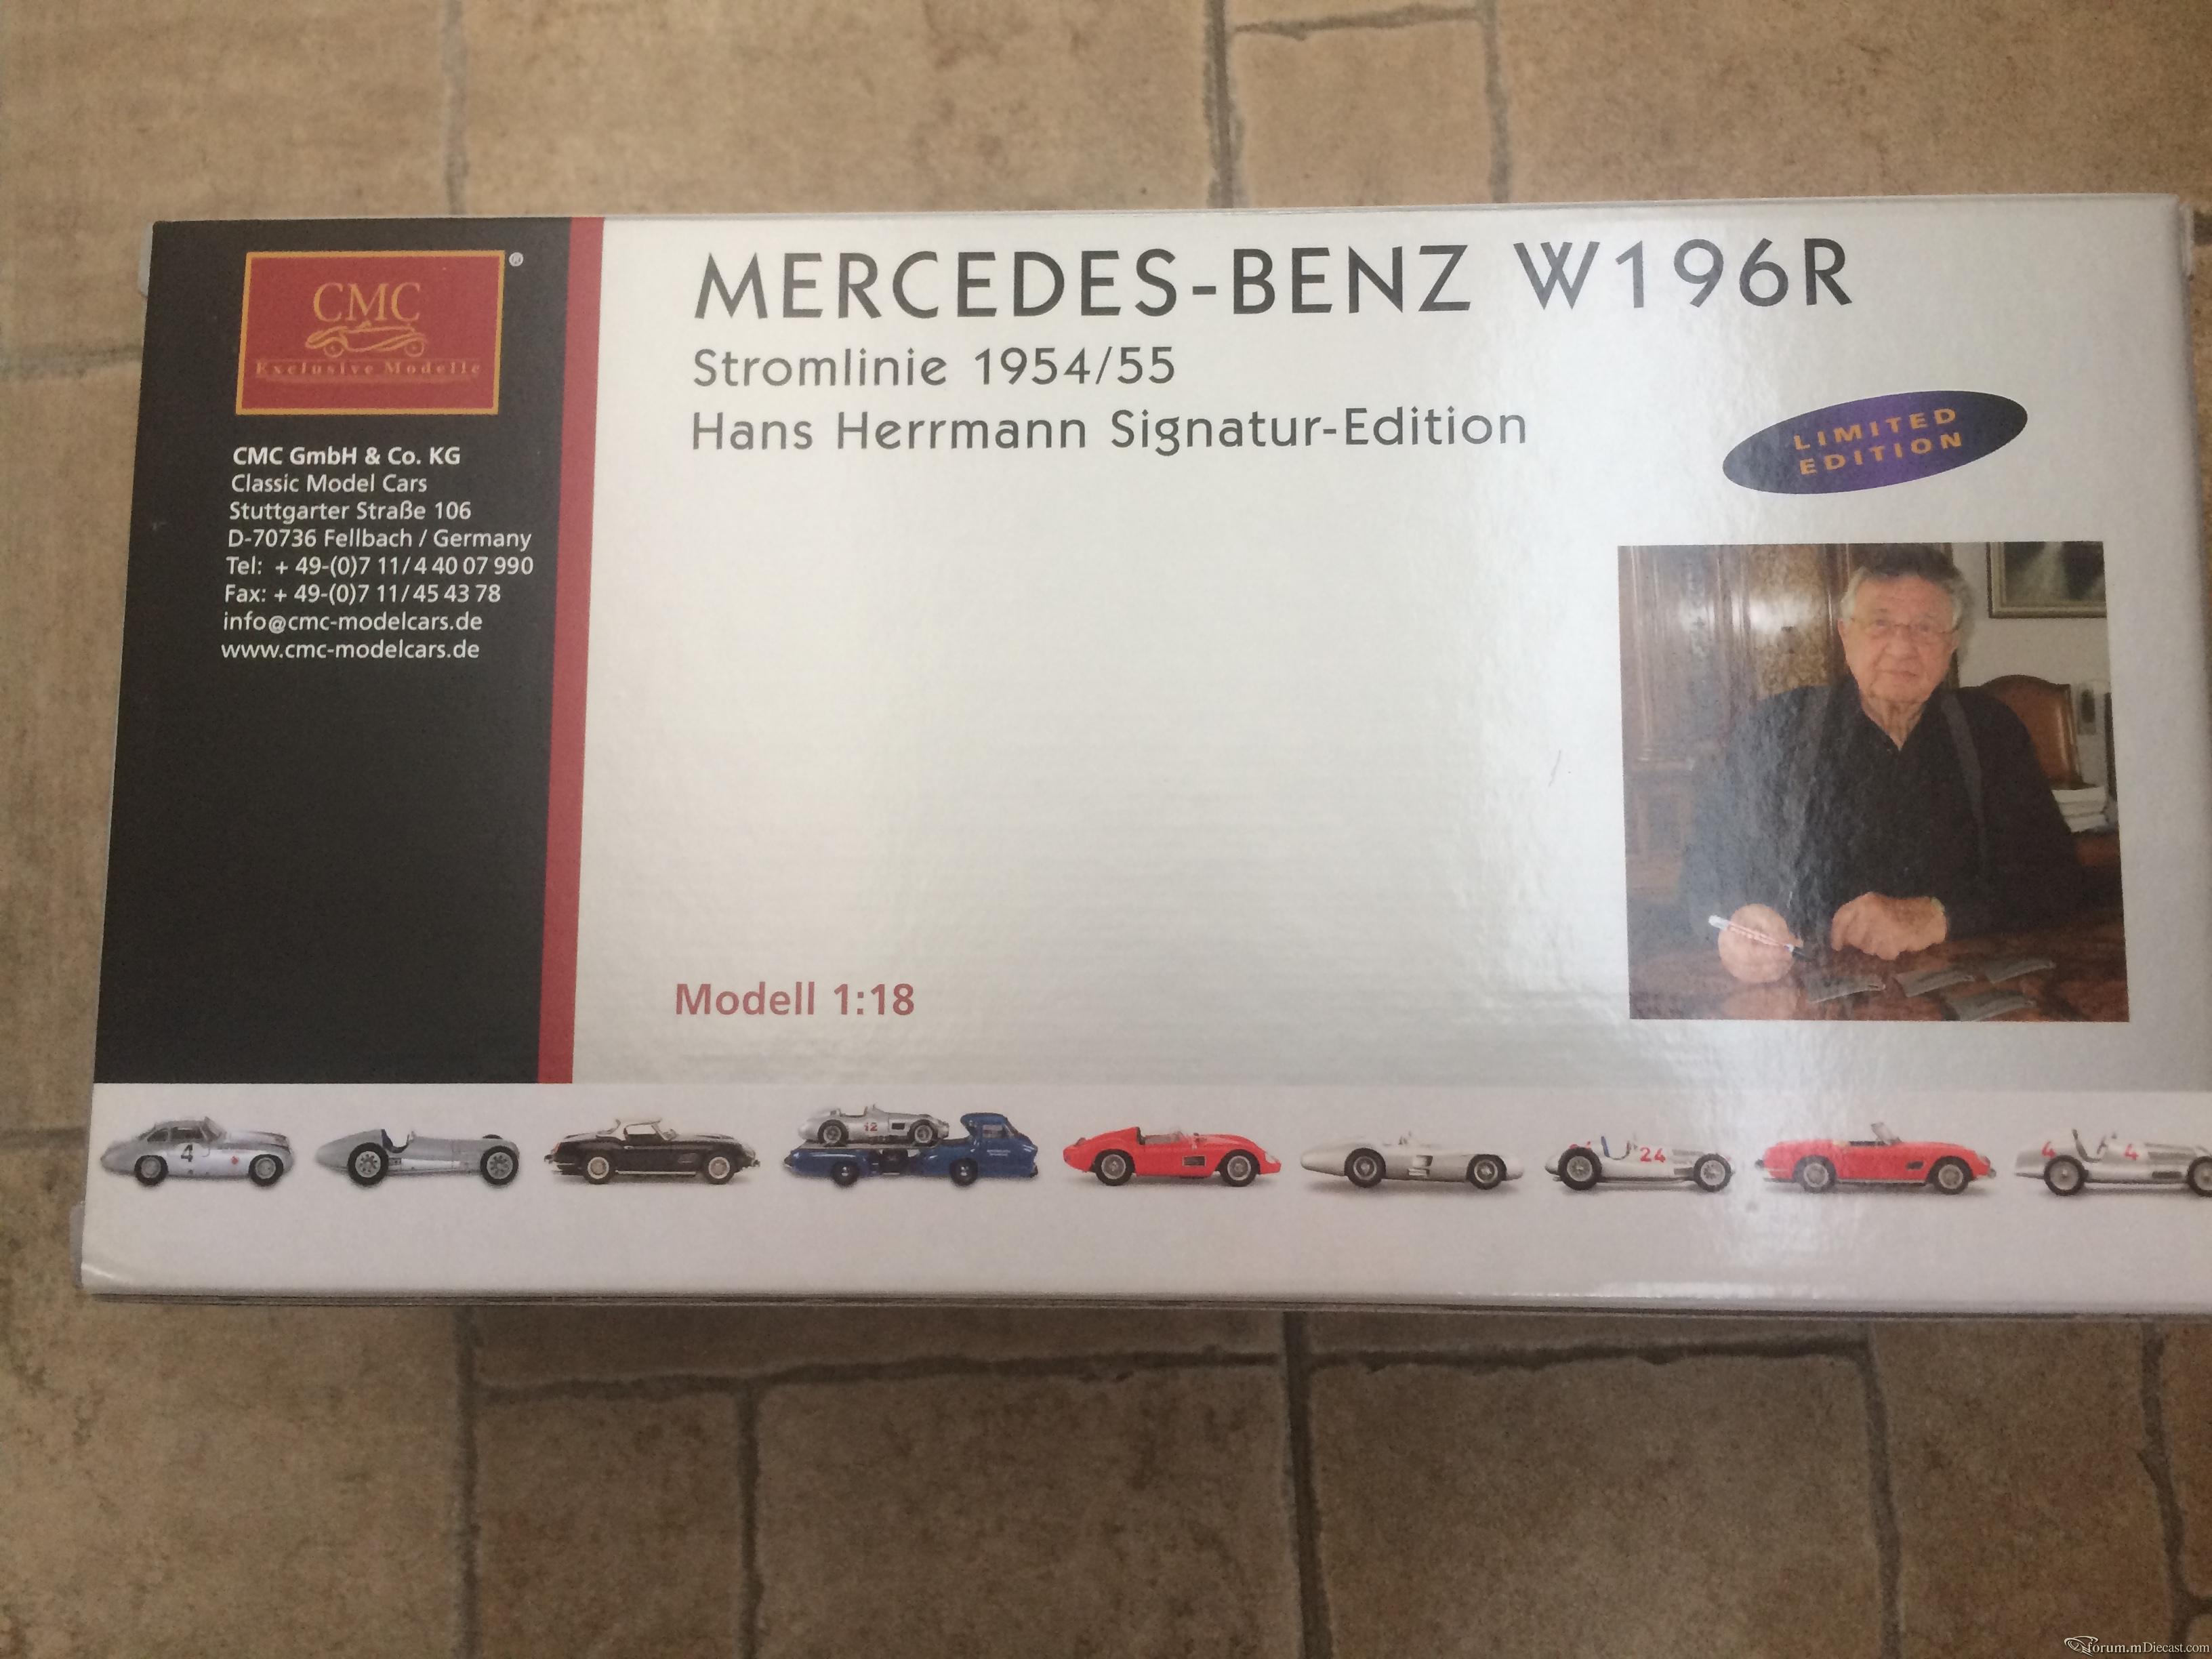 CMC
Exclusive Modelle
®
CMC GmbH & Co. KG
Classic Model Cars
Stuttgarter Straße 106
D-70736 Fellbach / Germany
Tel: + 49-(0)7 11/4 40 07 990
Fax: + 49-(0)7 11/45 43 78
info@cmc-modelcars.de
www.cmc-modelcars.de
MERCEDES-BENZ W196R
Stromlinie 1954/55
Hans Herrmann Signatur-Edition
LIMITED
EDITION
Modell 1:18
4
12
24
4
4
forum.mDiecast.com